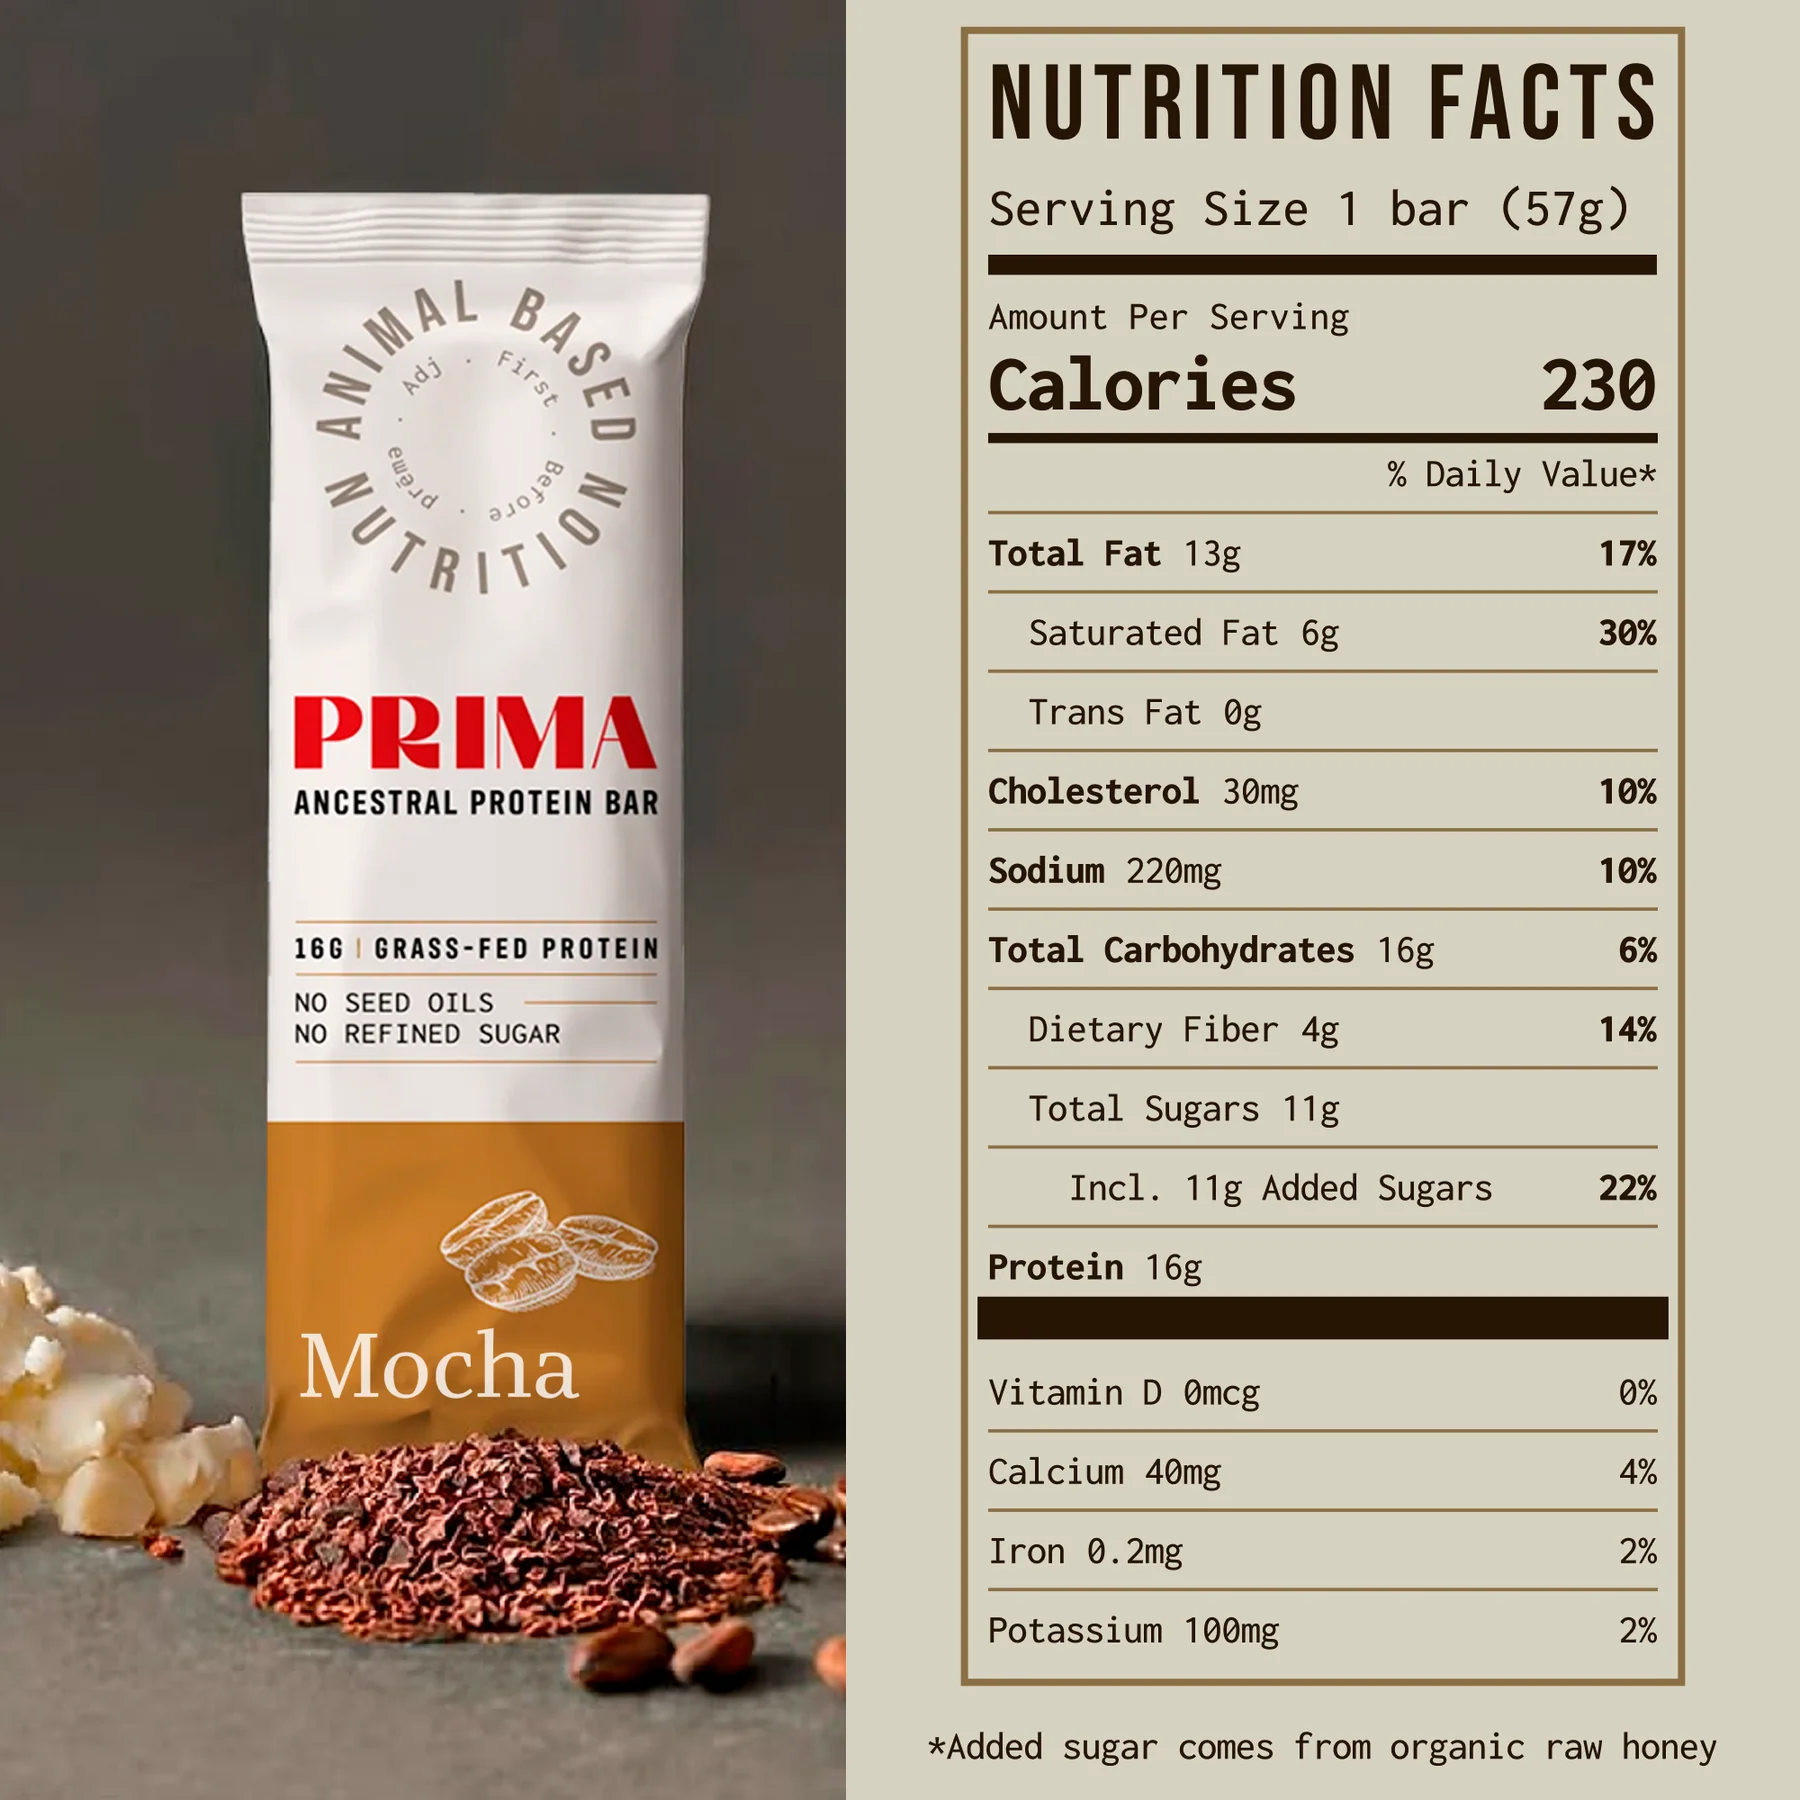 ANIMAL BASED
NUTRITION
Adj · First · Before · prēme ·
PRIMA
ANCESTRAL PROTEIN BAR
16G | GRASS-FED PROTEIN
NO SEED OILS
NO REFINED SUGAR
Mocha
NUTRITION FACTS
Serving Size 1 bar (57g)
Amount Per Serving
Calories 230
% Daily Value*
Total Fat 13g 17%
Saturated Fat 6g 30%
Trans Fat 0g
Cholesterol 30mg 10%
Sodium 220mg 10%
Total Carbohydrates 16g 6%
Dietary Fiber 4g 14%
Total Sugars 11g
Incl. 11g Added Sugars 22%
Protein 16g
Vitamin D 0mcg 0%
Calcium 40mg 4%
Iron 0.2mg 2%
Potassium 100mg 2%
*Added sugar comes from organic raw honey